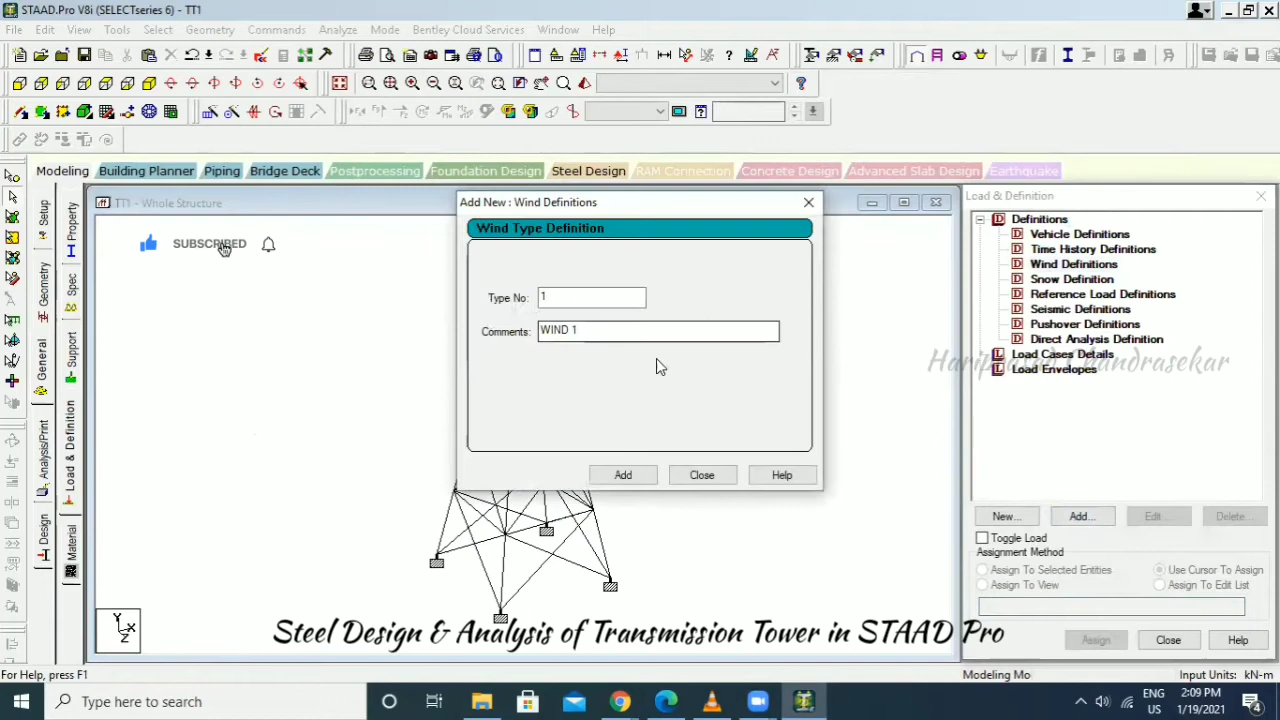 STAAD.Pro V8i (SELECTseries 6) - TT1
File Edit View Tools Select Geometry Commands Analyze Mode Bentley Cloud Services Window Help
Modeling Building Planner Piping Bridge Deck Postprocessing Foundation Design Steel Design RAM Connection Concrete Design Advanced Slab Design Earthquake
Setup
Geometry
General
Analysis/Print
Design
Property
Spec
Support
Load & Definition
Material
TT1 - Whole Structure
SUBSCRIBED
Add New : Wind Definitions
Wind Type Definition
Type No: 1
Comments: WIND 1
Add Close Help
Load & Definition
Definitions
Vehicle Definitions
Time History Definitions
Wind Definitions
Snow Definition
Reference Load Definitions
Seismic Definitions
Pushover Definitions
Direct Analysis Definition
Load Cases Details
Load Envelopes
Hariprasad Chandrasekar
New... Add... Edit... Delete...
Toggle Load
Assignment Method
Assign To Selected Entities Use Cursor To Assign
Assign To View Assign To Edit List
Assign Close Help
Y X Z
Steel Design & Analysis of Transmission Tower in STAAD Pro
For Help, press F1 Modeling Mo Input Units: kN-m
Type here to search
ENG
US
2:09 PM
1/19/2021
4